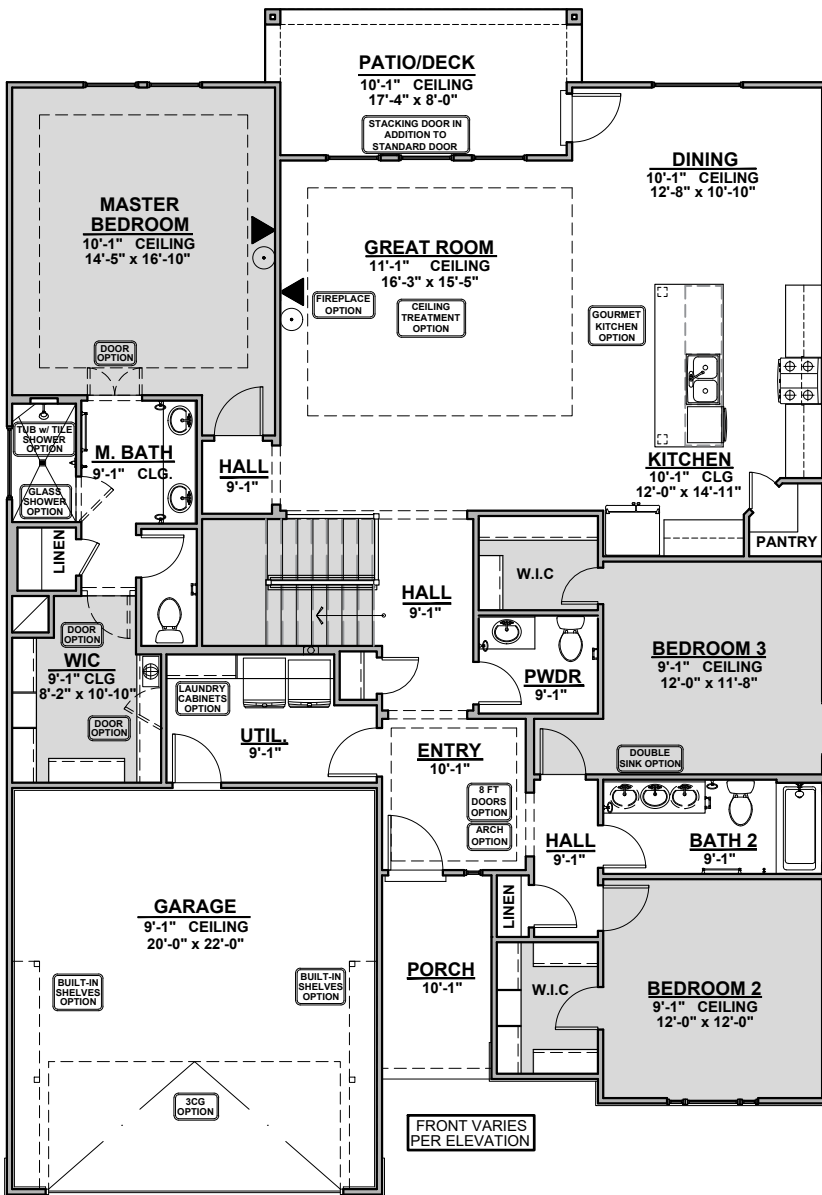 PATIO/DECK
10'-1" CEILING
17'-4" x 8'-0"
STACKING DOOR IN
ADDITION TO
STANDARD DOOR
DINING
10'-1" CEILING
12'-8" x 10'-10"
MASTER
BEDROOM
10'-1" CEILING
14'-5" x 16'-10"
GREAT ROOM
11'-1" CEILING
16'-3" x 15'-5"
FIREPLACE
OPTION
CEILING
TREATMENT
OPTION
GOURMET
KITCHEN
OPTION
DOOR
OPTION
TUB w/ TILE
SHOWER
OPTION
M. BATH
9'-1" CLG.
GLASS
SHOWER
OPTION
HALL
9'-1"
KITCHEN
10'-1" CLG
12'-0" x 14'-11"
PANTRY
LINEN
W.I.C
HALL
9'-1"
DOOR
OPTION
WIC
9'-1" CLG
8'-2" x 10'-10"
DOOR
OPTION
LAUNDRY
CABINETS
OPTION
UTIL.
9'-1"
PWDR
9'-1"
BEDROOM 3
9'-1" CEILING
12'-0" x 11'-8"
DOUBLE
SINK OPTION
ENTRY
10'-1"
8 FT
DOORS
OPTION
ARCH
OPTION
HALL
9'-1"
BATH 2
9'-1"
LINEN
GARAGE
9'-1" CEILING
20'-0" x 22'-0"
BUILT-IN
SHELVES
OPTION
BUILT-IN
SHELVES
OPTION
PORCH
10'-1"
W.I.C
BEDROOM 2
9'-1" CEILING
12'-0" x 12'-0"
3CG
OPTION
FRONT VARIES
PER ELEVATION